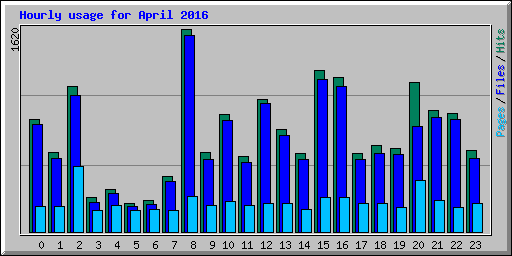 Hourly usage for April 2016
1620
Pages / Files / Hits
0 1 2 3 4 5 6 7 8 9 10 11 12 13 14 15 16 17 18 19 20 21 22 23